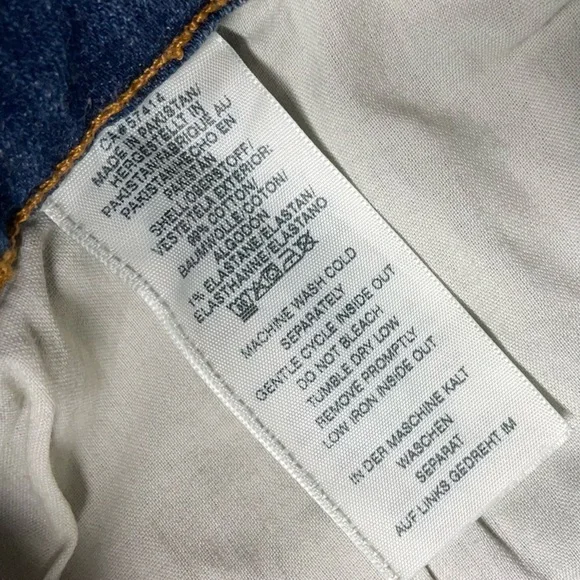 CA#57414
MADE IN PAKISTAN/
HERGESTELLT IN
PAKISTAN/FABRIQUE AU
PAKISTAN/HECHO EN
PAKISTAN
SHELL/OBERSTOFF/
VESTE/TELA EXTERIOR:
99% COTTON/
BAUMWOLLE/COTON/
ALGODON
1% ELASTANE/ELASTAN/
ELASTHANNE/ELASTANO
MACHINE WASH COLD
SEPARATELY
GENTLE CYCLE INSIDE OUT
DO NOT BLEACH
TUMBLE DRY LOW
REMOVE PROMPTLY
LOW IRON INSIDE OUT
IN DER MASCHINE KALT
WASCHEN
SEPARAT
AUF LINKS GEDREHT IM